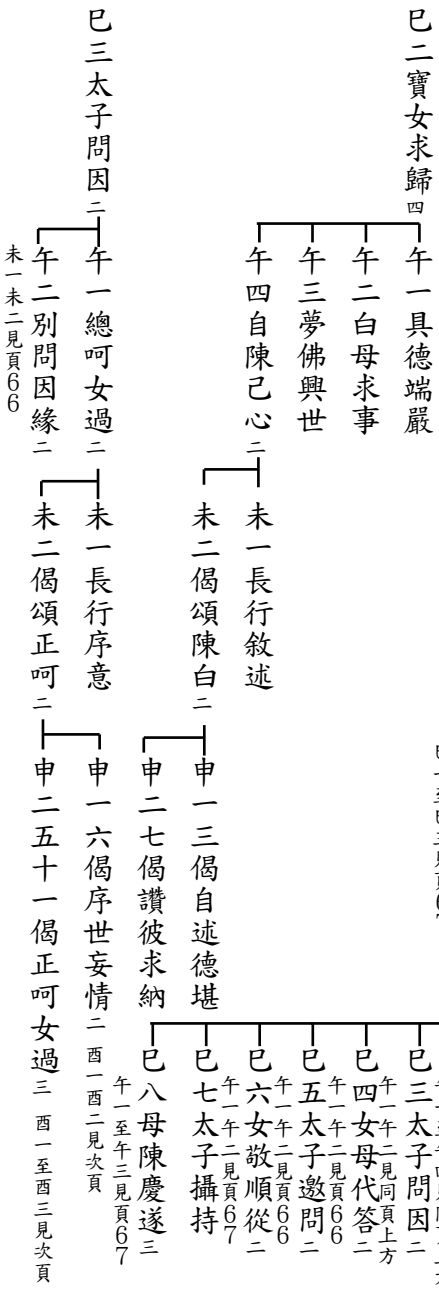 巳二寶女求歸四
午一具德端嚴
午二白母求事
午三夢佛興世
午四自陳己心二
未一長行敘述
未二偈頌陳白二
申一三偈自述德堪
申二七偈讚彼求納
巳三太子問因二
午一總呵女過二
午二別問因緣二
未一未二見頁66
未一長行序意
未二偈頌正呵二
申一六偈序世妄情二 酉一酉二見次頁
申二五十一偈正呵女過三 酉一至酉三見次頁
巳三太子問因二
午一午二見同頁上方
巳四女母代答二
午一午二見頁66
巳五太子邀問二
午一午二見頁66
巳六女敬順從二
午一午二見頁67
巳七太子攝持
巳八母陳慶遂三
午一至午三見頁67